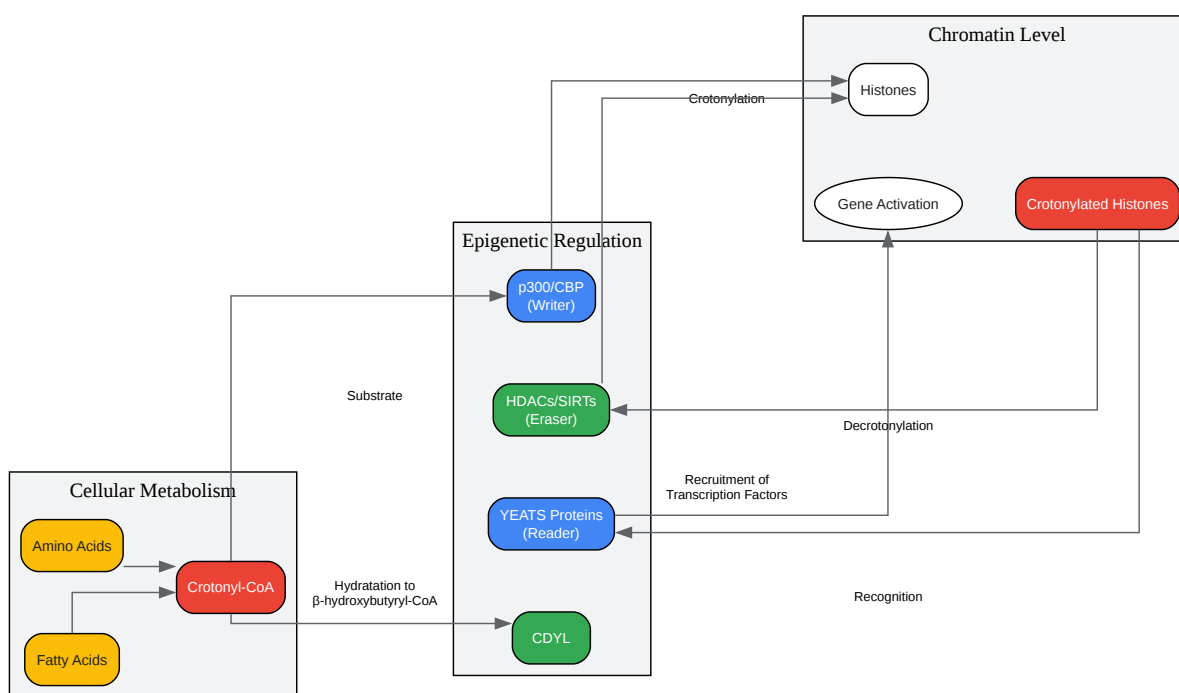 Chromatin Level
Histones
Crotonylation
Gene Activation
Crotonylated Histones
Epigenetic Regulation
p300/CBP
(Writer)
Substrate
HDACs/SIRTs
(Eraser)
Decrotonylation
Recruitment of
Transcription Factors
YEATS Proteins
(Reader)
Cellular Metabolism
Amino Acids
Crotonyl-CoA
Hydratation to
β-hydroxybutyryl-CoA
Recognition
CDYL
Fatty Acids